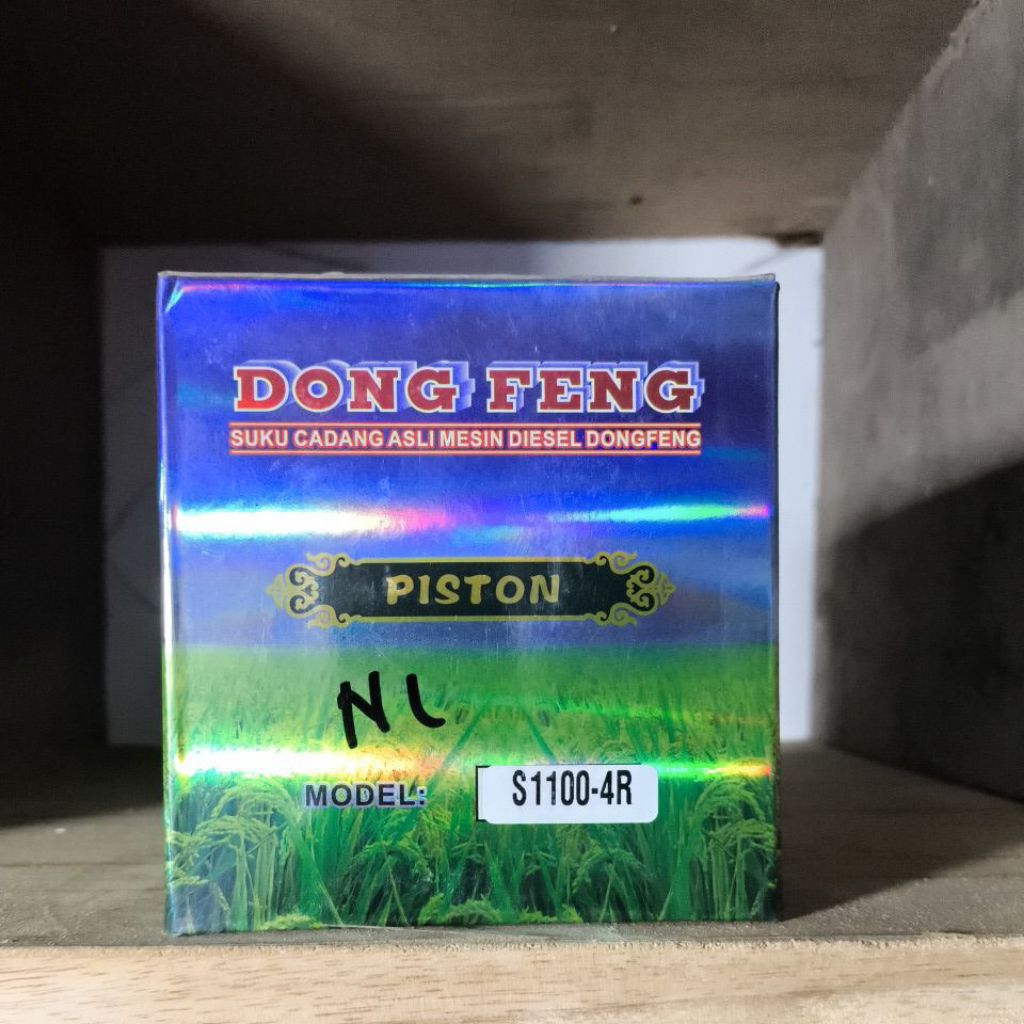 DONG FENG
SUKU CADANG ASLI MESIN DIESEL DONGFENG
PISTON
NL
MODEL: S1100-4R